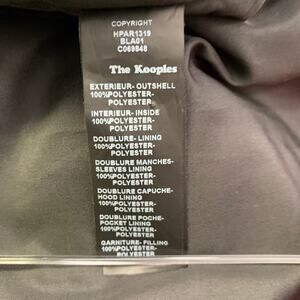 COPYRIGHT
HPAR1319
BLA01
C069848
The Kooples
EXTERIEUR- OUTSHELL
100%POLYESTER-
POLYESTER
INTERIEUR- INSIDE
100%POLYESTER-
POLYESTER
DOUBLURE- LINING
100%POLYESTER-
POLYESTER
DOUBLURE MANCHES-
SLEEVES LINING
100%POLYESTER-
POLYESTER
DOUBLURE CAPUCHE-
HOOD LINING
100%POLYESTER-
POLYESTER
DOUBLURE POCHE-
POCKET LINING
100%POLYESTER-
POLYESTER
GARNITURE- FILLING
100%POLYESTER-
POLYESTER